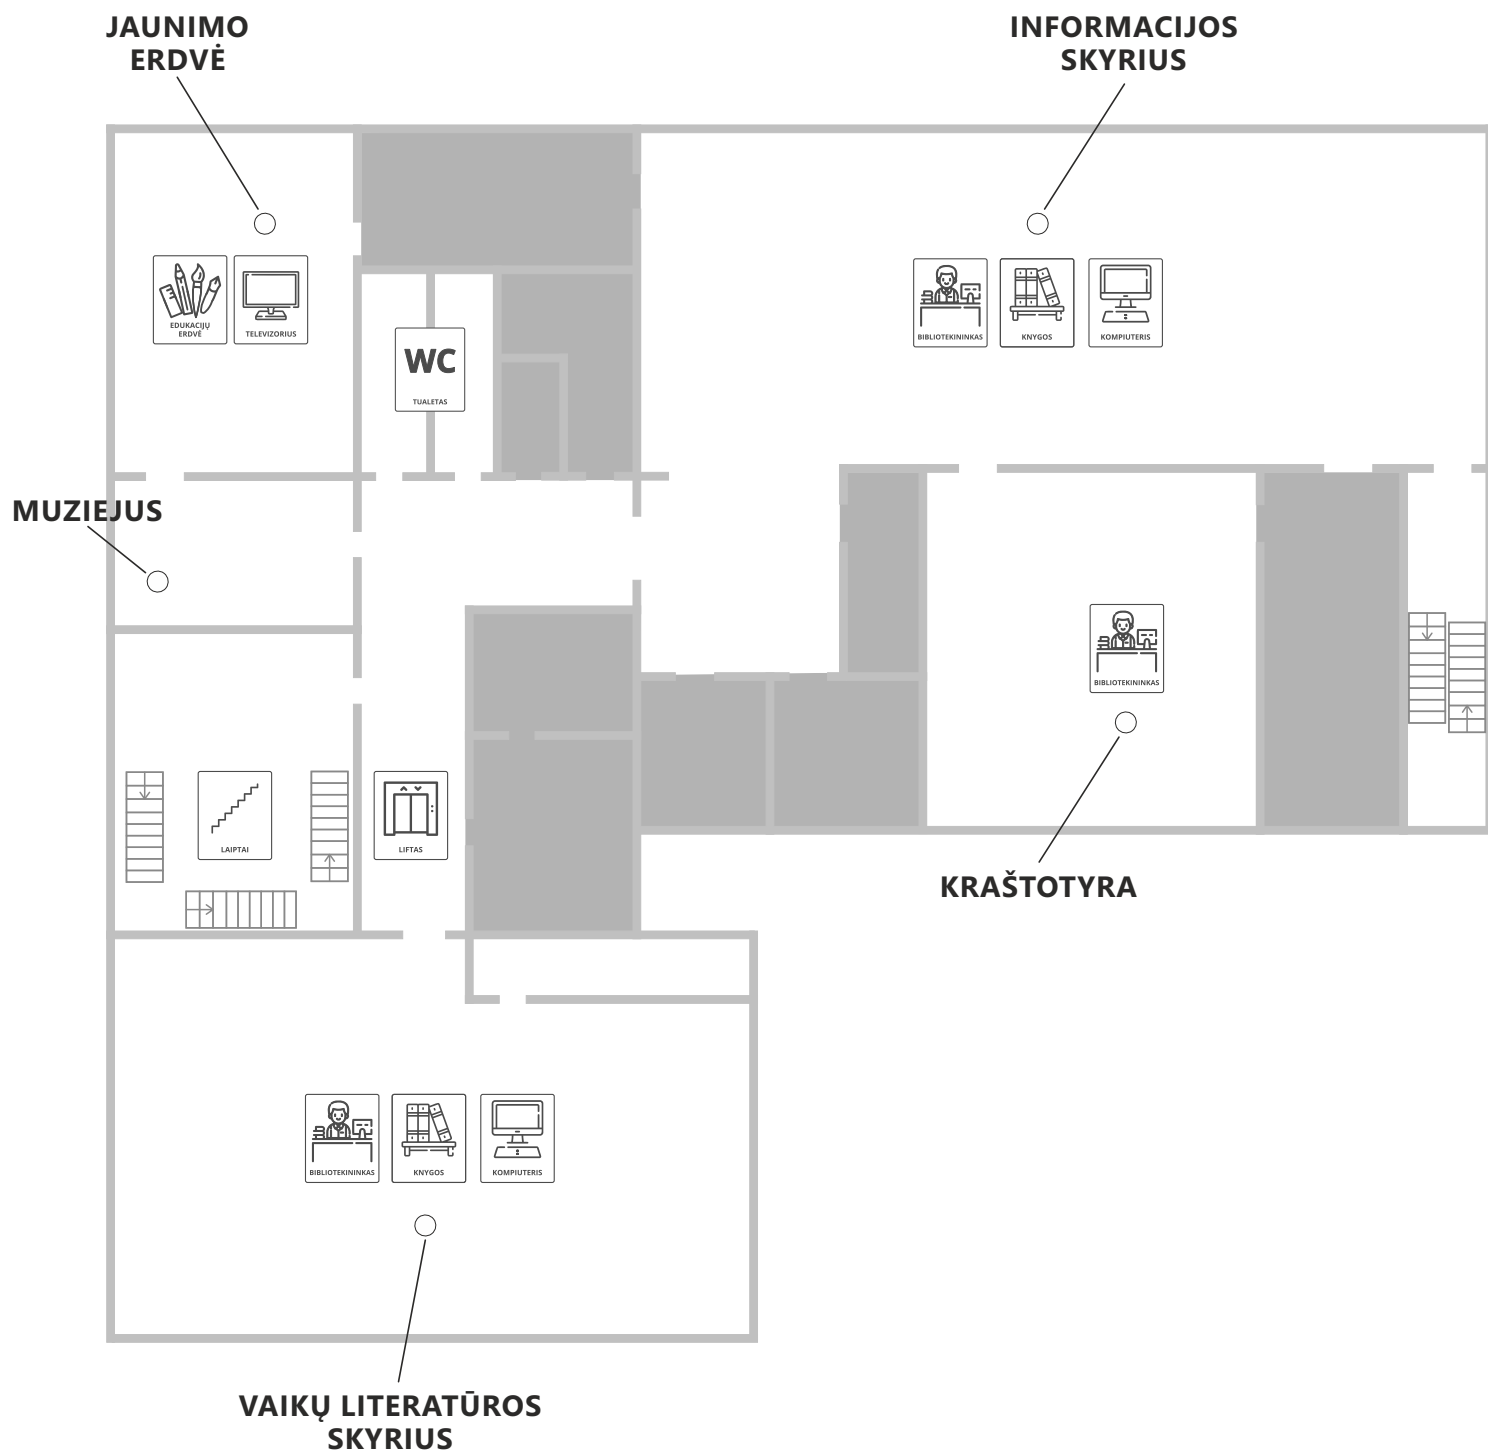 JAUNIMO
ERDVĖ
INFORMACIJOS
SKYRIUS
EDUKACIJŲ
ERDVĖ
TELEVIZORIUS
WC
TUALETAS
BIBLIOTEKININKAS
KNYGOS
KOMPIUTERIS
MUZIEJUS
BIBLIOTEKININKAS
LAIPTAI
LIFTAS
KRAŠTOTYRA
BIBLIOTEKININKAS
KNYGOS
KOMPIUTERIS
VAIKŲ LITERATŪROS
SKYRIUS